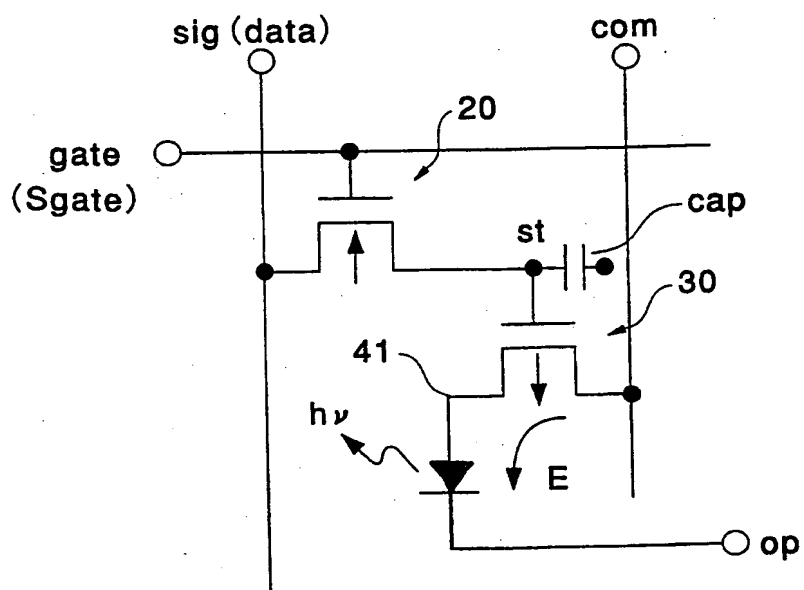 sig (data)
com
20
gate
(Sgate)
st
cap
30
41
hν
E
op